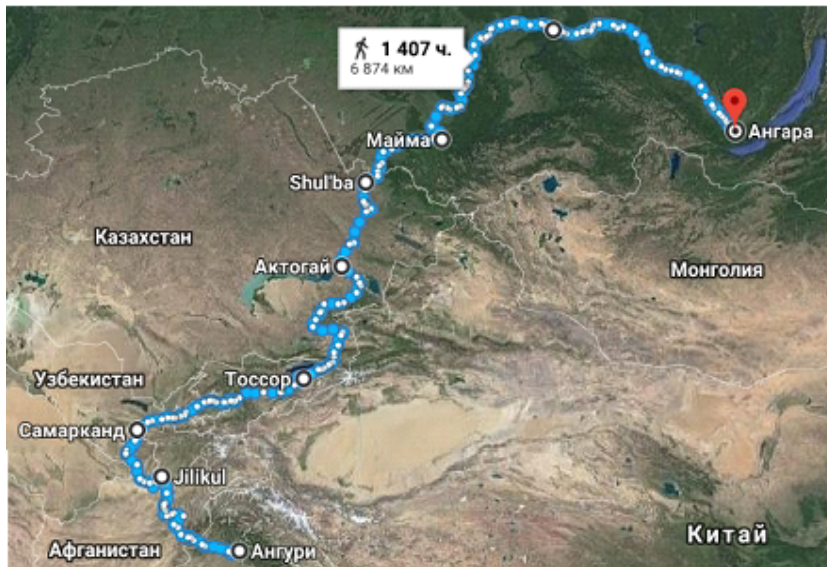 1 407 ч.
6 874 км
Майма
Ангара
Shul'ba
Казахстан
Актогай
Монголия
Узбекистан
Тоссор
Самарканд
Jilikul
Китай
Афганистан
Ангури